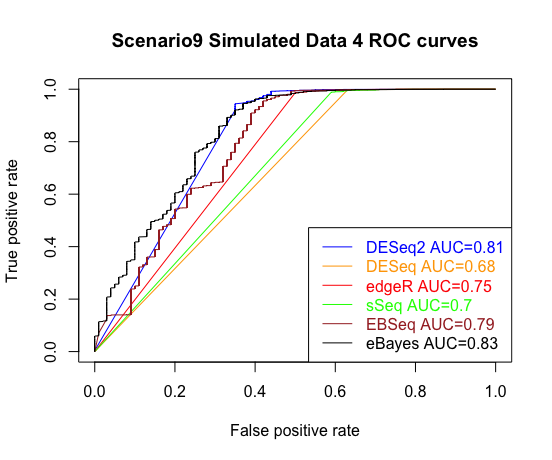 Scenario9 Simulated Data 4 ROC curves
True positive rate
1.0
0.8
0.6
0.4
0.2
0.0
DESeq2 AUC=0.81
DESeq AUC=0.68
edgeR AUC=0.75
sSeq AUC=0.7
EBSeq AUC=0.79
eBayes AUC=0.83
0.0 0.2 0.4 0.6 0.8 1.0
False positive rate